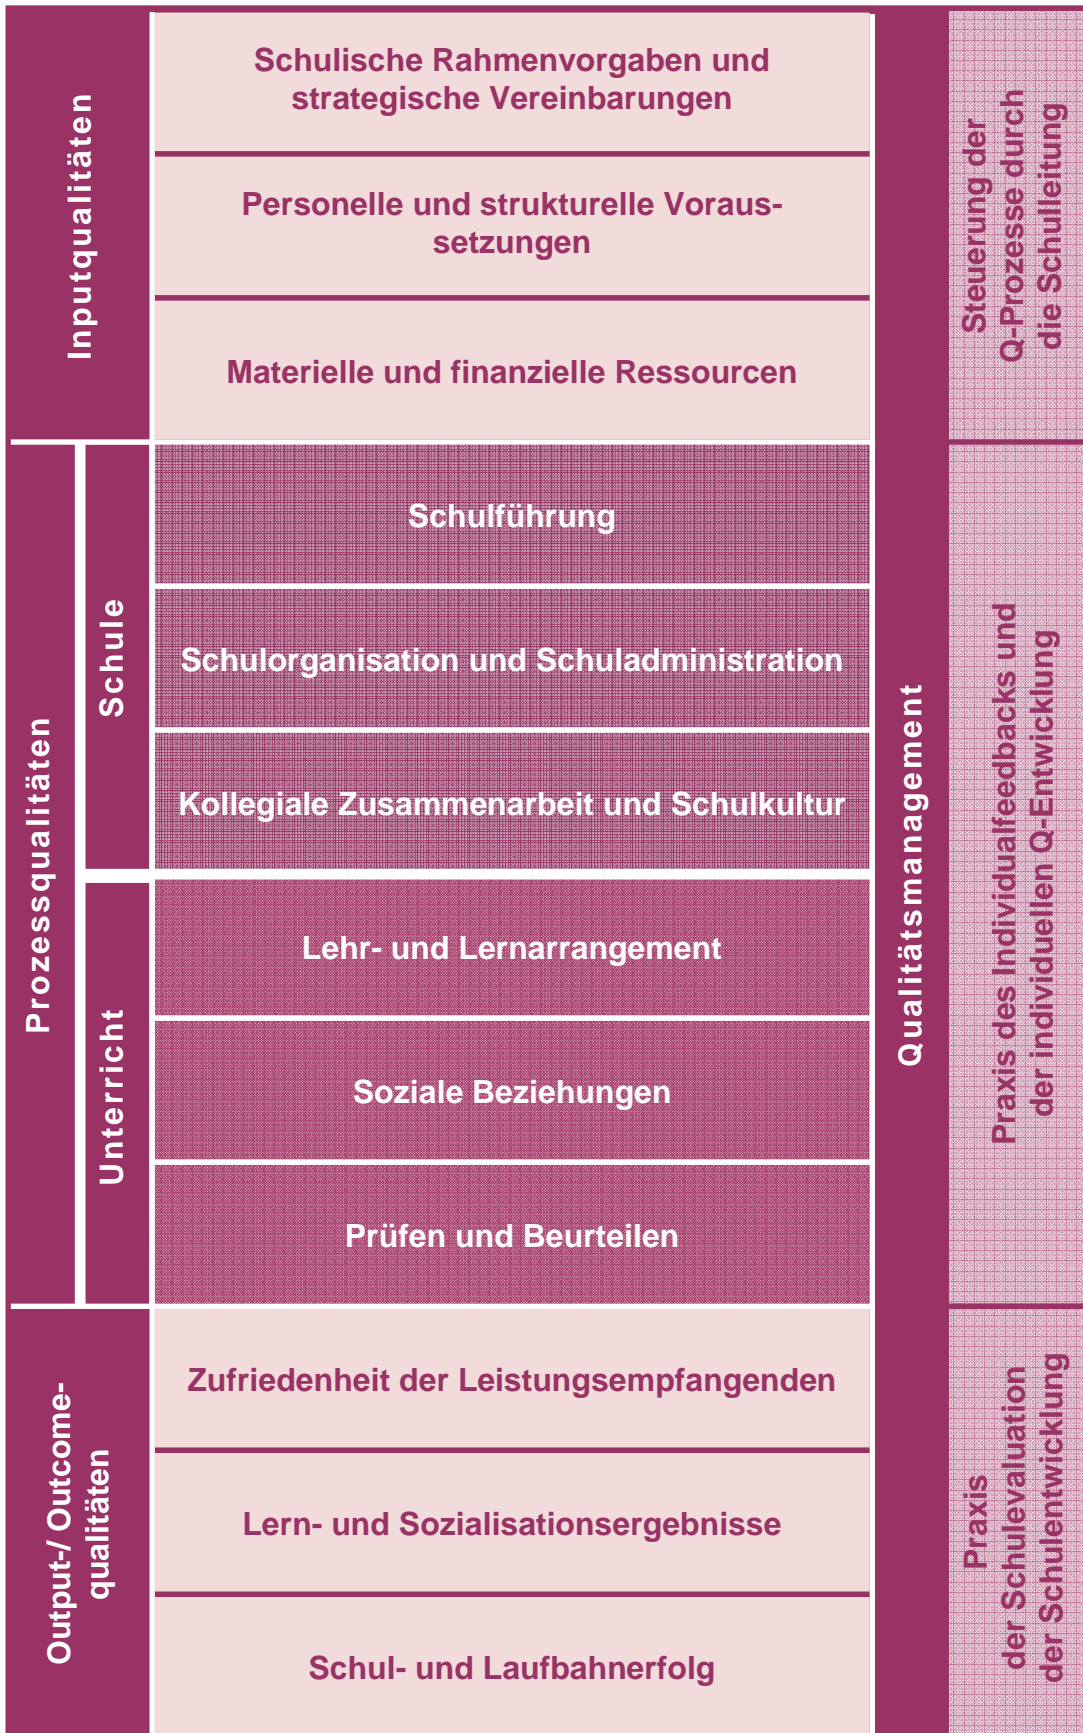 Inputqualitäten
Schulische Rahmenvorgaben und
strategische Vereinbarungen
Personelle und strukturelle Voraus-
setzungen
Materielle und finanzielle Ressourcen
Prozessqualitäten
Schule
Schulführung
Schulorganisation und Schuladministration
Kollegiale Zusammenarbeit und Schulkultur
Unterricht
Lehr- und Lernarrangement
Soziale Beziehungen
Prüfen und Beurteilen
Output-/ Outcome-
qualitäten
Zufriedenheit der Leistungsempfangenden
Lern- und Sozialisationsergebnisse
Schul- und Laufbahnerfolg
Qualitätsmanagement
Steuerung der
Q-Prozesse durch
die Schulleitung
Praxis des Individualfeedbacks und
der individuellen Q-Entwicklung
Praxis
der Schulevaluation
der Schulentwicklung